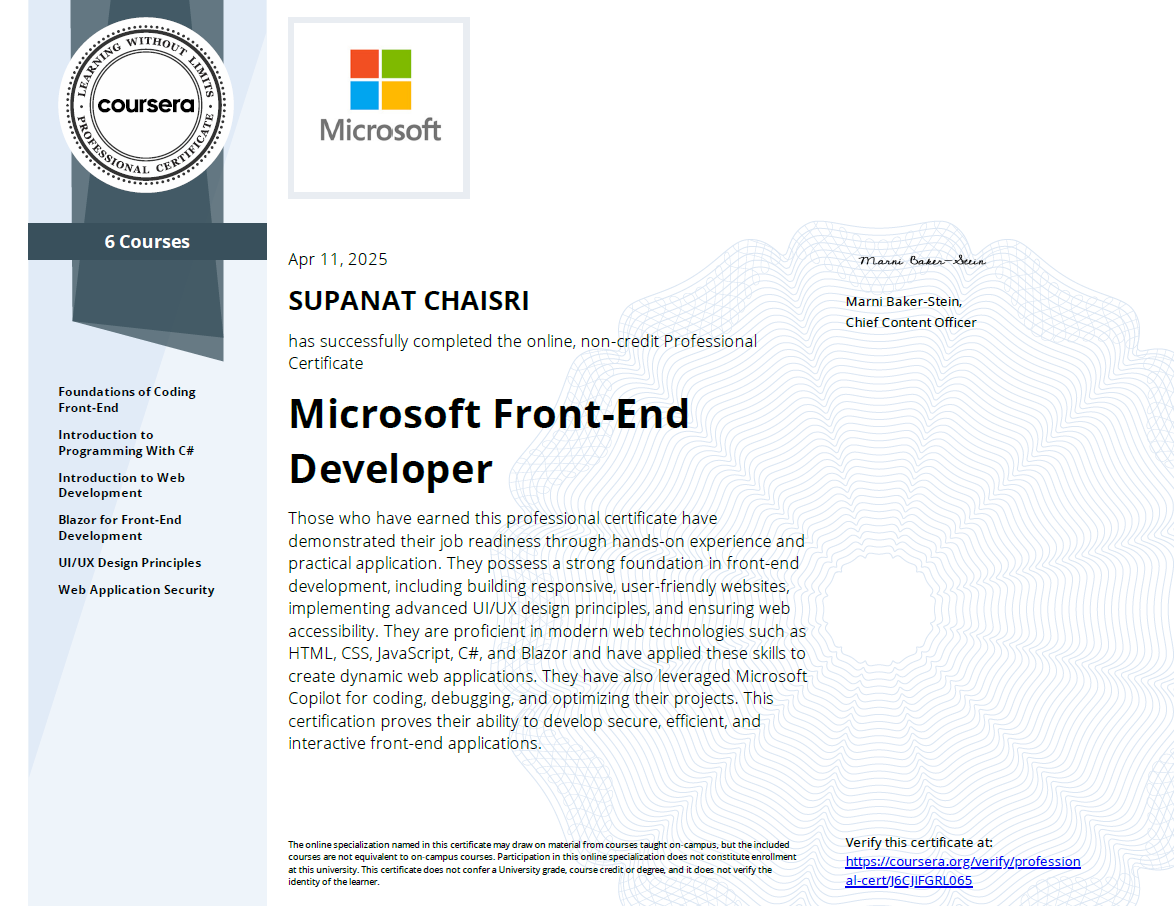 LEARNING WITHOUT LIMITS
coursera
PROFESSIONAL CERTIFICATE
6 Courses
Foundations of Coding
Front-End
Introduction to
Programming With C#
Introduction to Web
Development
Blazor for Front-End
Development
UI/UX Design Principles
Web Application Security
Microsoft
Apr 11, 2025
SUPANAT CHAISRI
has successfully completed the online, non-credit Professional
Certificate
Microsoft Front-End
Developer
Those who have earned this professional certificate have
demonstrated their job readiness through hands-on experience and
practical application. They possess a strong foundation in front-end
development, including building responsive, user-friendly websites,
implementing advanced UI/UX design principles, and ensuring web
accessibility. They are proficient in modern web technologies such as
HTML, CSS, JavaScript, C#, and Blazor and have applied these skills to
create dynamic web applications. They have also leveraged Microsoft
Copilot for coding, debugging, and optimizing their projects. This
certification proves their ability to develop secure, efficient, and
interactive front-end applications.
The online specialization named in this certificate may draw on material from courses taught on-campus, but the included
courses are not equivalent to on-campus courses. Participation in this online specialization does not constitute enrollment
at this university. This certificate does not confer a University grade, course credit or degree, and it does not verify the
identity of the learner.
Marni Baker-Stein
Marni Baker-Stein,
Chief Content Officer
Verify this certificate at:
https://coursera.org/verify/profession
al-cert/J6CJIFGRL065